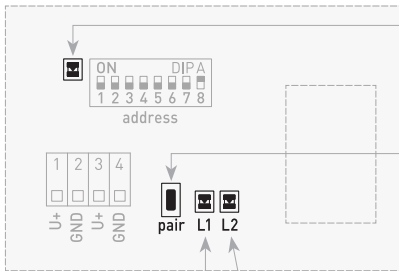 ON DIP A
1 2 3 4 5 6 7 8
address
1 2 3 4
U+ GND U+ GND
pair L1 L2